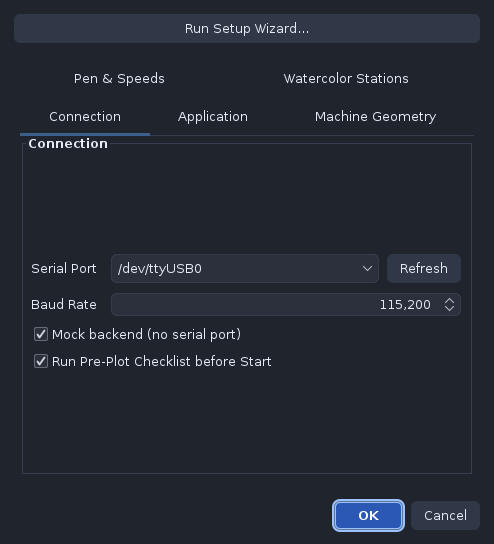 Run Setup Wizard...
Pen & Speeds
Watercolor Stations
Connection
Application
Machine Geometry
Connection
Serial Port
/dev/ttyUSB0
Refresh
Baud Rate
115,200
Mock backend (no serial port)
Run Pre-Plot Checklist before Start
OK
Cancel